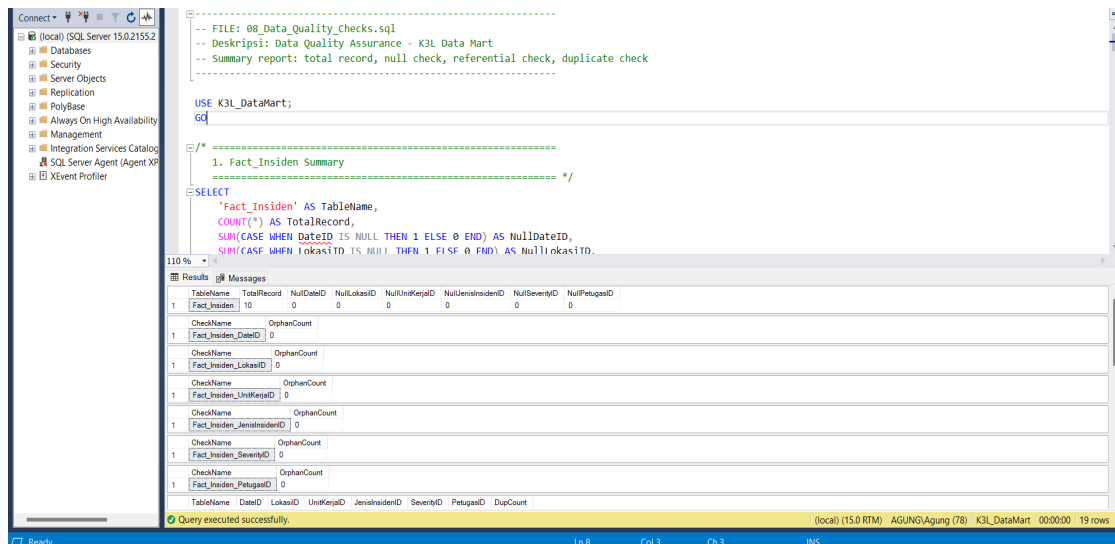 Connect
(local) (SQL Server 15.0.2155.2
Databases
Security
Server Objects
Replication
PolyBase
Always On High Availability
Management
Integration Services Catalog
SQL Server Agent (Agent XP
XEvent Profiler
------------------------------------------------------------
-- FILE: 08_Data_Quality_Checks.sql
-- Deskripsi: Data Quality Assurance - K3L Data Mart
-- Summary report: total record, null check, referential check, duplicate check
------------------------------------------------------------
USE K3L_DataMart;
GO
/* ============================================================
1. Fact_Insiden Summary
============================================================ */
SELECT
'Fact_Insiden' AS TableName,
COUNT(*) AS TotalRecord,
SUM(CASE WHEN DateID IS NULL THEN 1 ELSE 0 END) AS NullDateID,
SUM(CASE WHEN LokasiID IS NULL THEN 1 ELSE 0 END) AS NullLokasiID,
110 %
Results Messages
TableName TotalRecord NullDateID NullLokasiID NullUnitKerjaID NullJenisInsidenID NullSeverityID NullPetugasID
1 Fact_Insiden 10 0 0 0 0 0 0
CheckName OrphanCount
1 Fact_Insiden_DateID 0
CheckName OrphanCount
1 Fact_Insiden_LokasiID 0
CheckName OrphanCount
1 Fact_Insiden_UnitKerjaID 0
CheckName OrphanCount
1 Fact_Insiden_JenisInsidenID 0
CheckName OrphanCount
1 Fact_Insiden_SeverityID 0
CheckName OrphanCount
1 Fact_Insiden_PetugasID 0
TableName DateID LokasiID UnitKerjaID JenisInsidenID SeverityID PetugasID DupCount
Query executed successfully. (local) (15.0 RTM) AGUNG\Agung (78) K3L_DataMart 00:00:00 19 rows
Ready Ln 8 Col 3 Ch 3 INS